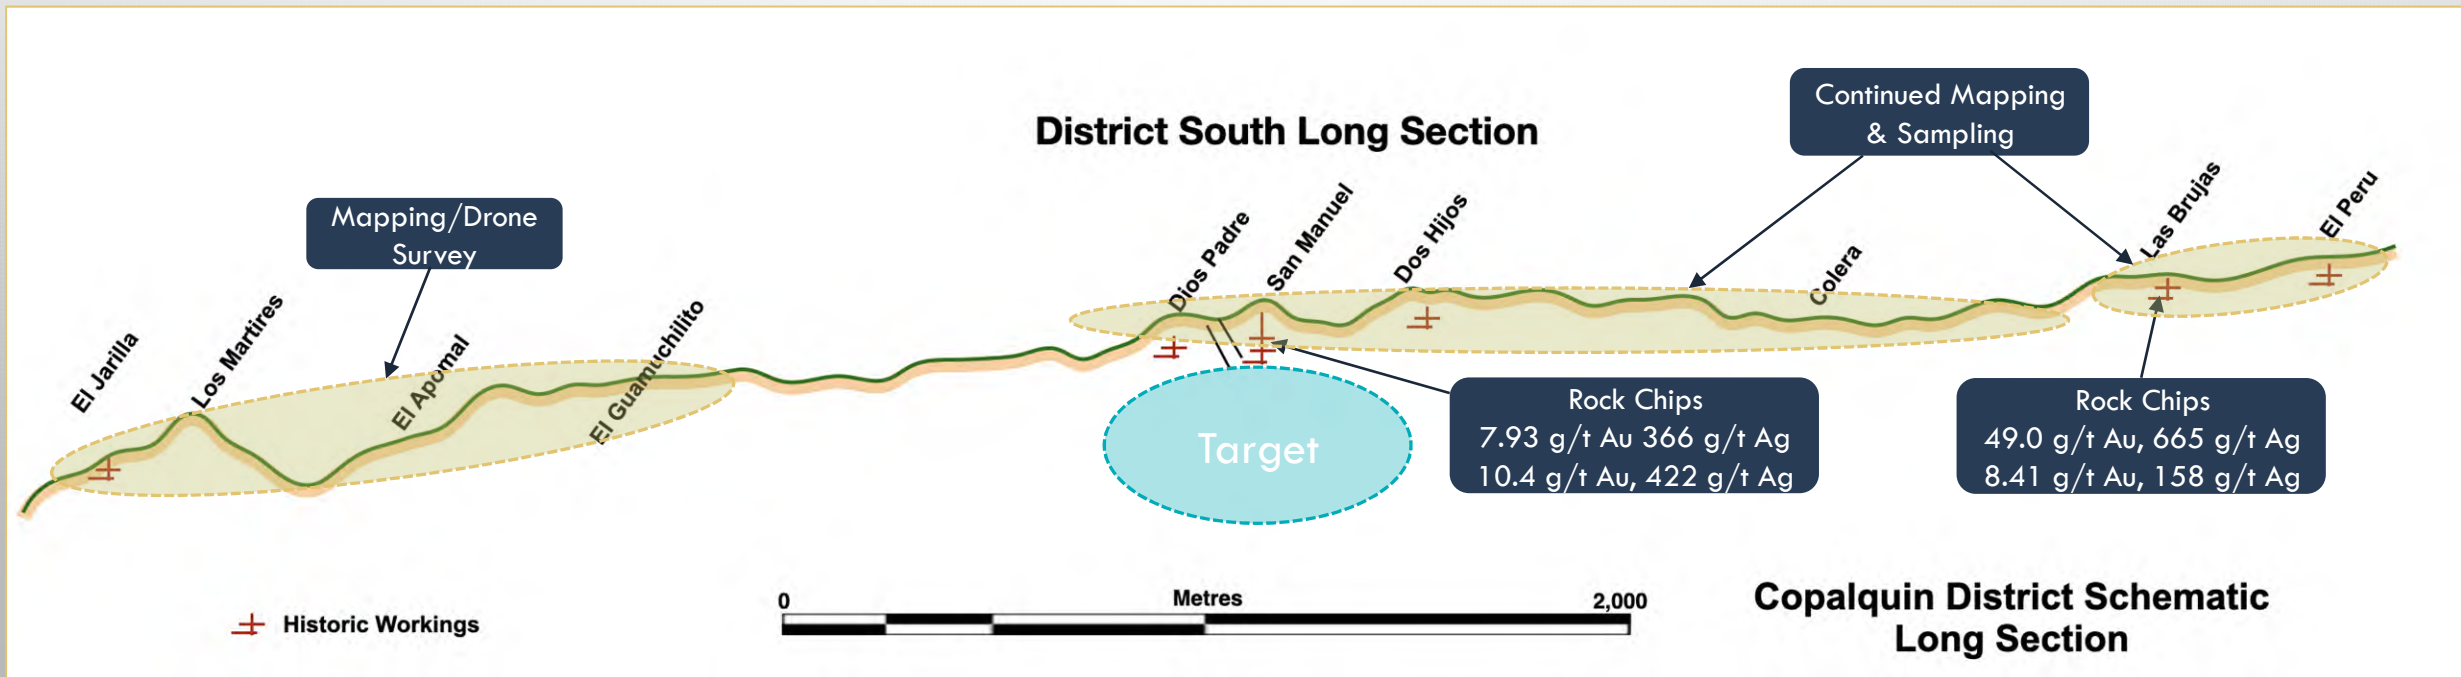 District South Long Section
Continued Mapping
& Sampling
Mapping/Drone
Survey
El Jarilla
Los Martires
El Apomal
El Guamuchilito
Dios Padre
San Manuel
Dos Hijos
Colera
Las Brujas
El Peru
Target
Rock Chips
7.93 g/t Au 366 g/t Ag
10.4 g/t Au, 422 g/t Ag
Rock Chips
49.0 g/t Au, 665 g/t Ag
8.41 g/t Au, 158 g/t Ag
Historic Workings
0
Metres
2,000
Copalquin District Schematic
Long Section